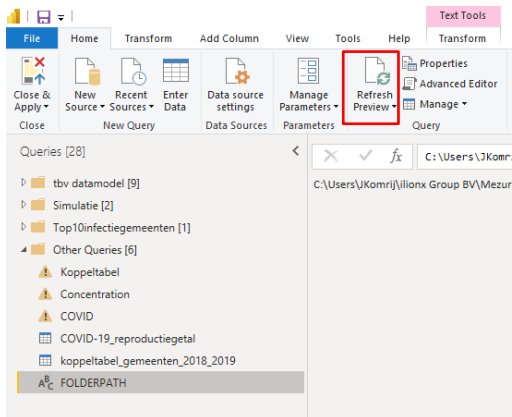 Text Tools
File Home Transform Add Column View Tools Help Transform
Close & Apply New Source Recent Sources Enter Data Data source settings Manage Parameters Refresh Preview Properties
Advanced Editor
Manage
Close New Query Data Sources Parameters Query
Queries [28]
fx C:\Users\JKomr
C:\Users\JKomrij\ilionx Group BV\Mezur
tbv datamodel [9]
Simulatie [2]
Top10infectiegemeenten [1]
Other Queries [6]
Koppeltabel
Concentration
COVID
COVID-19_reproductiegetal
koppeltabel_gemeenten_2018_2019
ABC FOLDERPATH